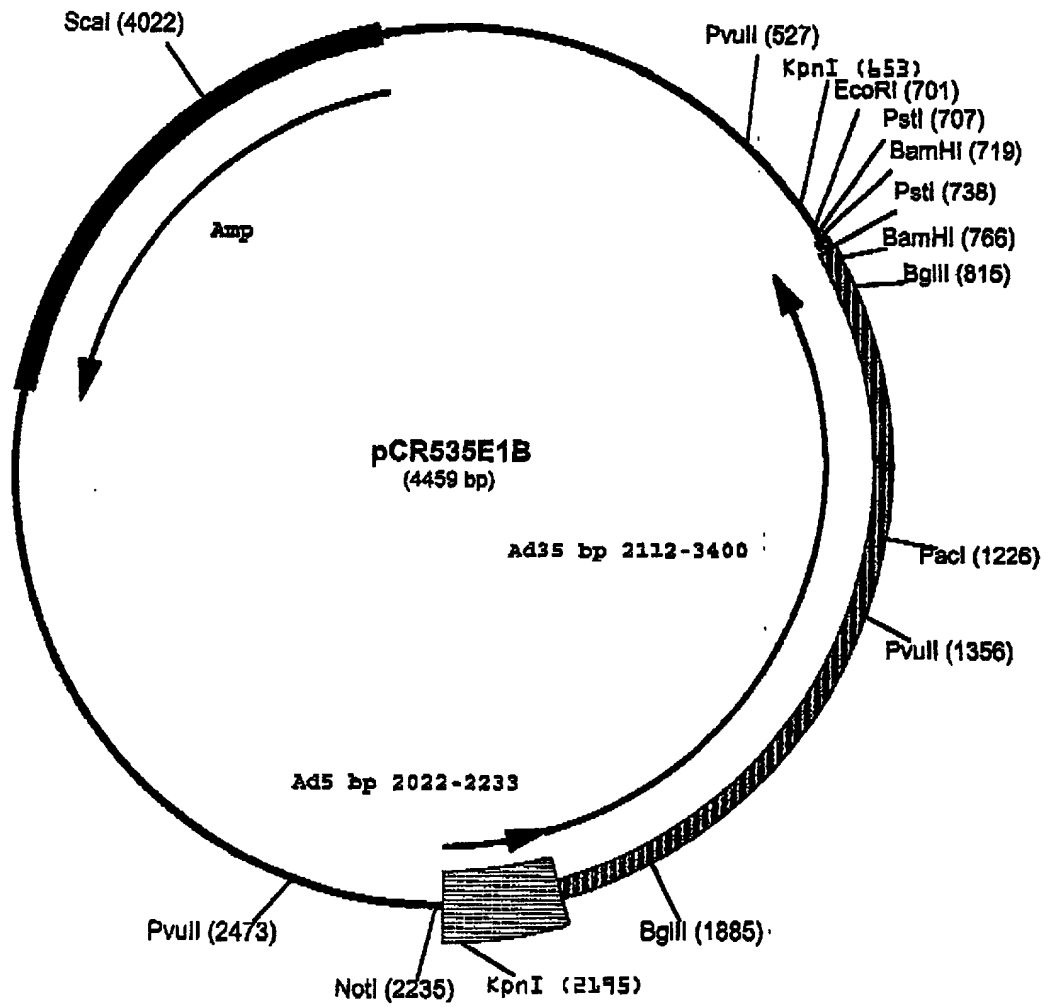 ScaI (4022)
PvuII (527)
KpnI (653)
EcoRI (701)
PstI (707)
BamHI (719)
PstI (738)
BamHI (766)
BglII (815)
Amp
pCR535E1B
(4459 bp)
Ad35 bp 2112-3400
PacI (1226)
PvuII (1356)
Ad5 bp 2022-2233
PvuII (2473)
BglII (1885)
NotI (2235)
KpnI (2195)